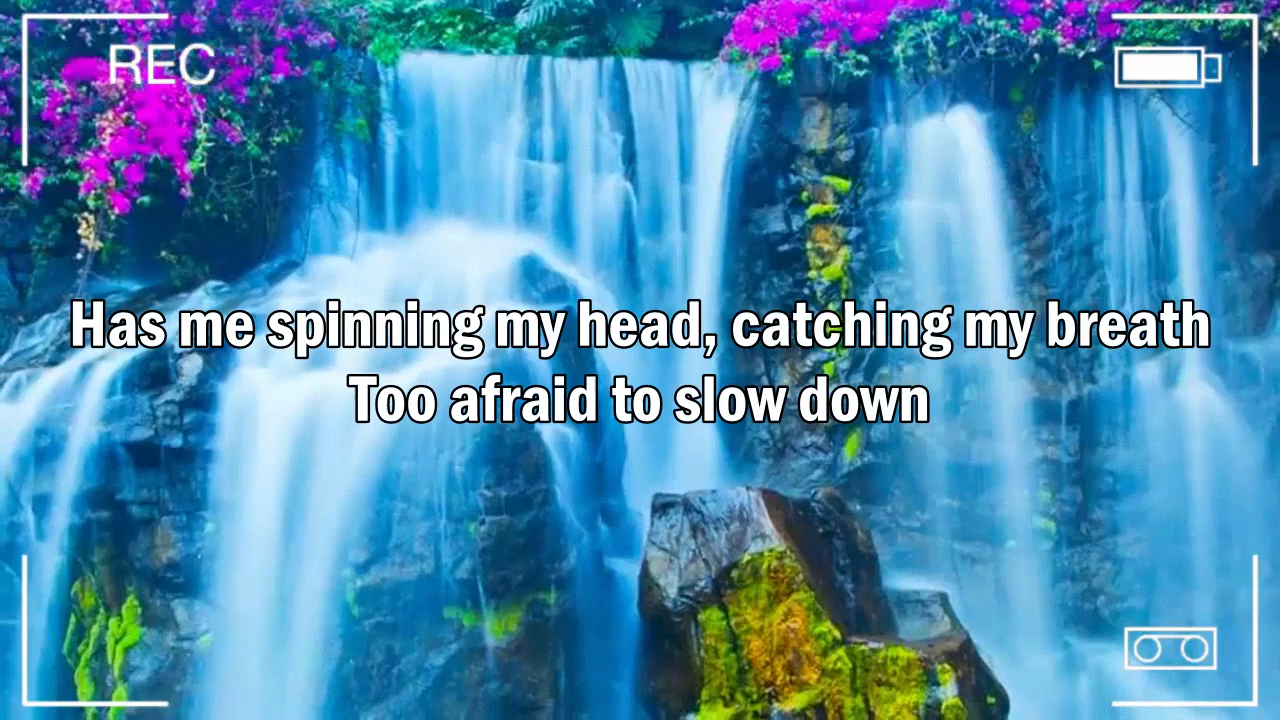 REC
Has me spinning my head, catching my breath
Too afraid to slow down